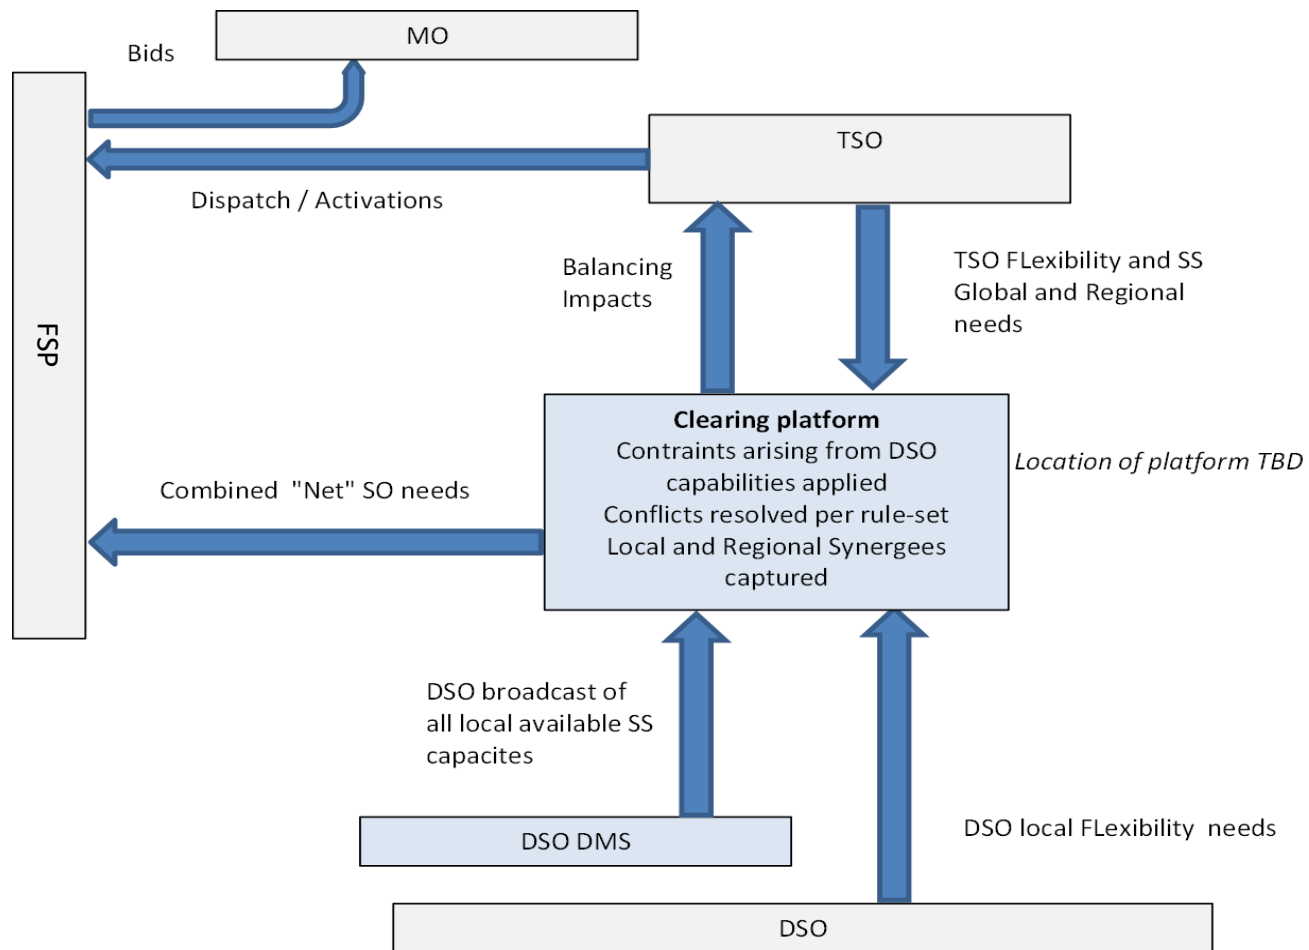 MO
Bids
TSO
Dispatch / Activations
Balancing
Impacts
TSO FLexibility and SS
Global and Regional
needs
FSP
Clearing platform
Contraints arising from DSO
capabilities applied
Conflicts resolved per rule-set
Local and Regional Synergees
captured
Location of platform TBD
Combined "Net" SO needs
DSO broadcast of
all local available SS
capacites
DSO DMS
DSO local FLexibility needs
DSO